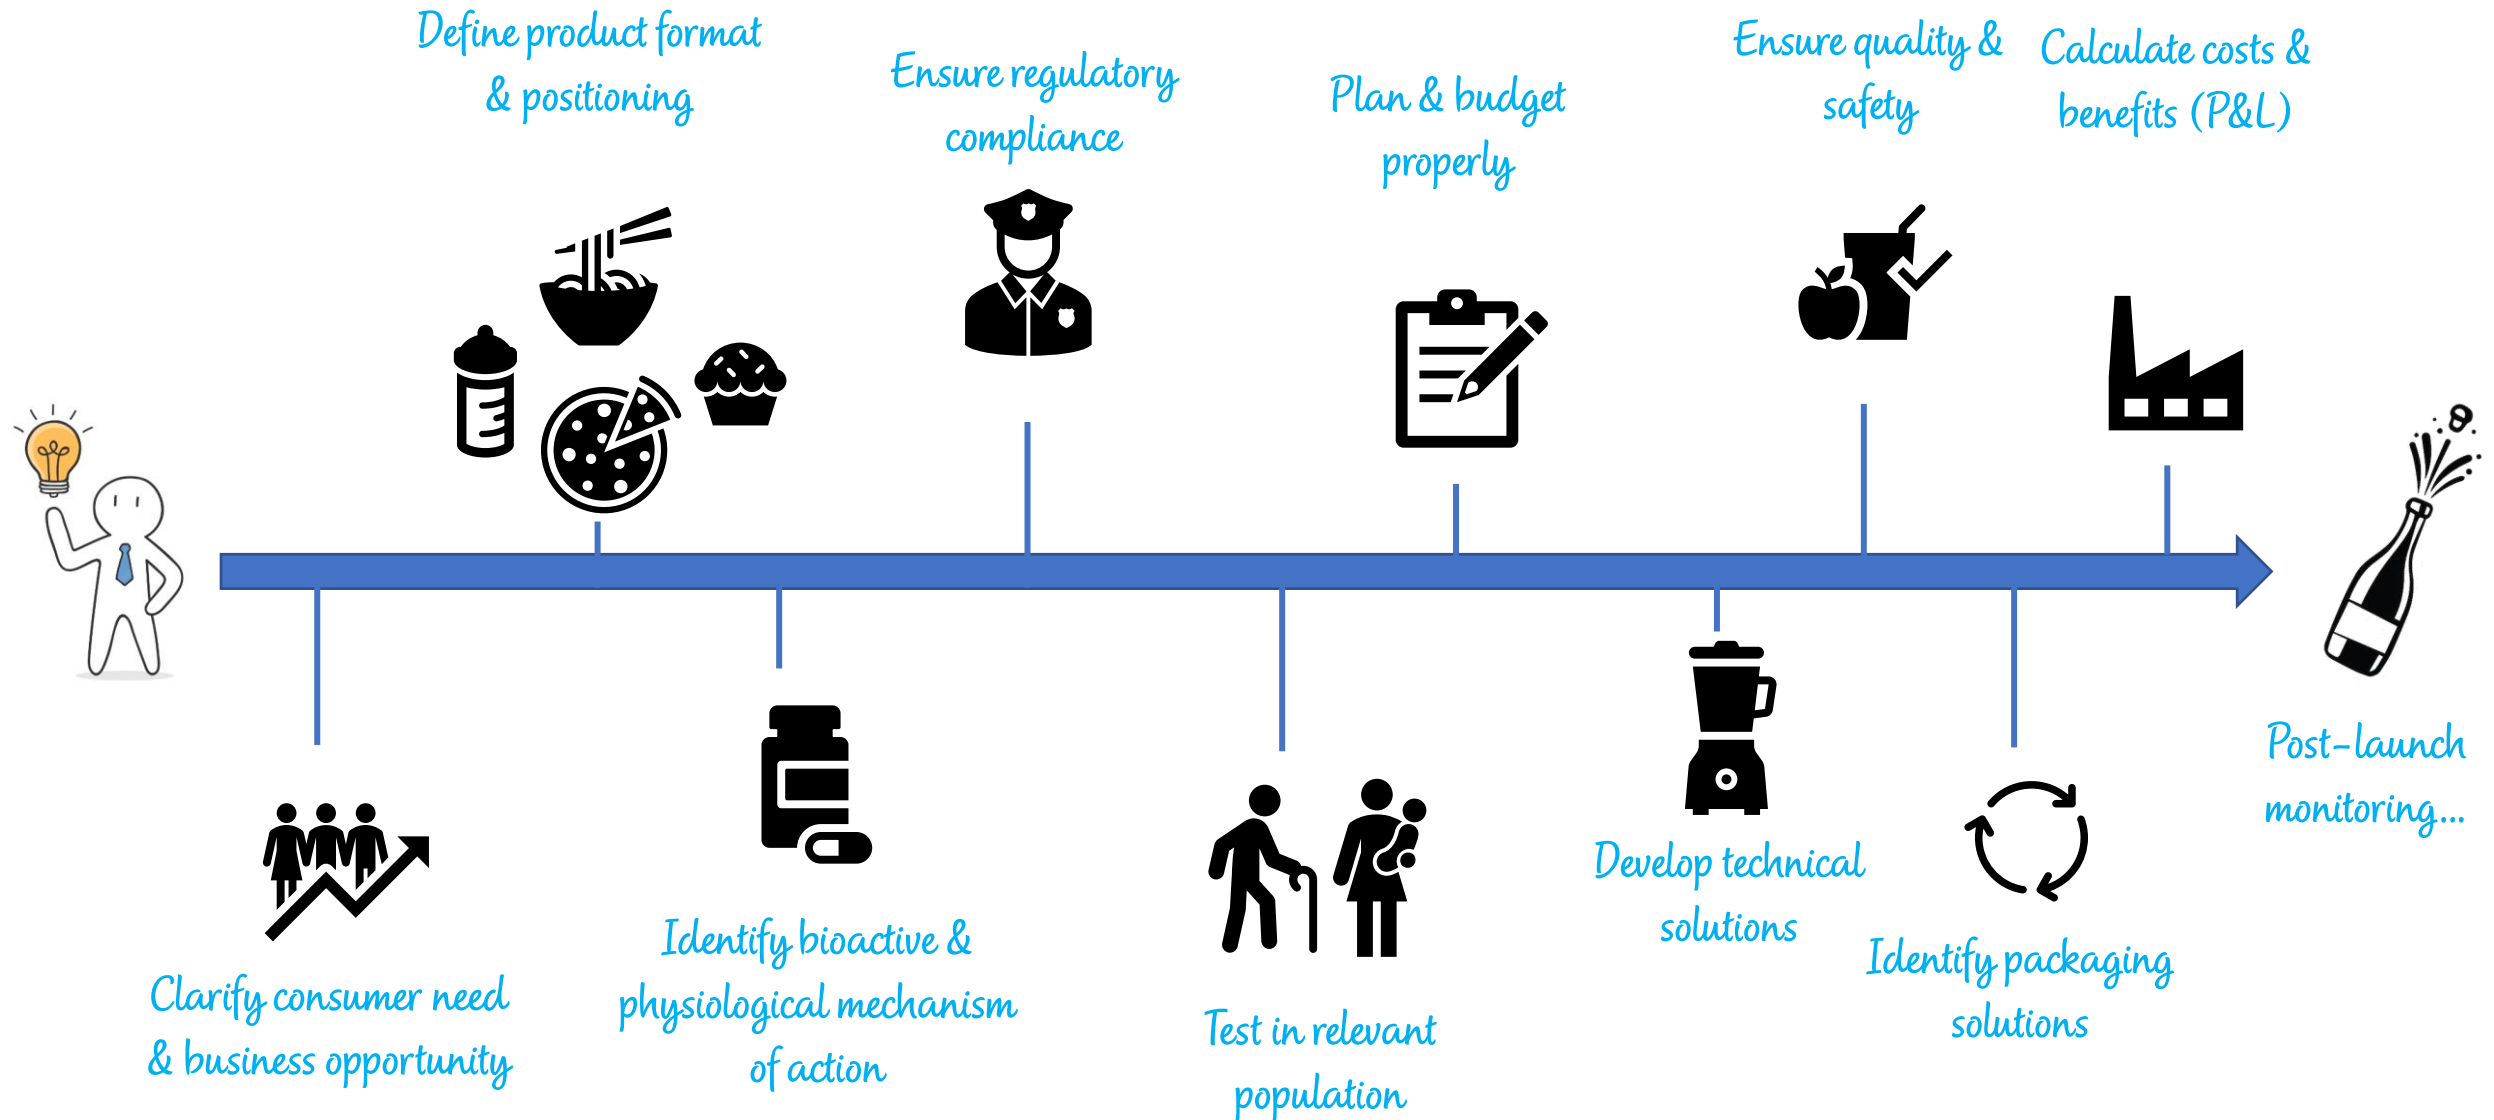 Define product format
& positioning
Ensure regulatory
compliance
Plan & budget
properly
Ensure quality &
safety
Calculate costs &
benefits (P&L)
Clarify consumer need
& business opportunity
Identify bioactive &
physiological mechanism
of action
Test in relevant
population
Develop technical
solutions
Identify packaging
solutions
Post-launch
monitoring...